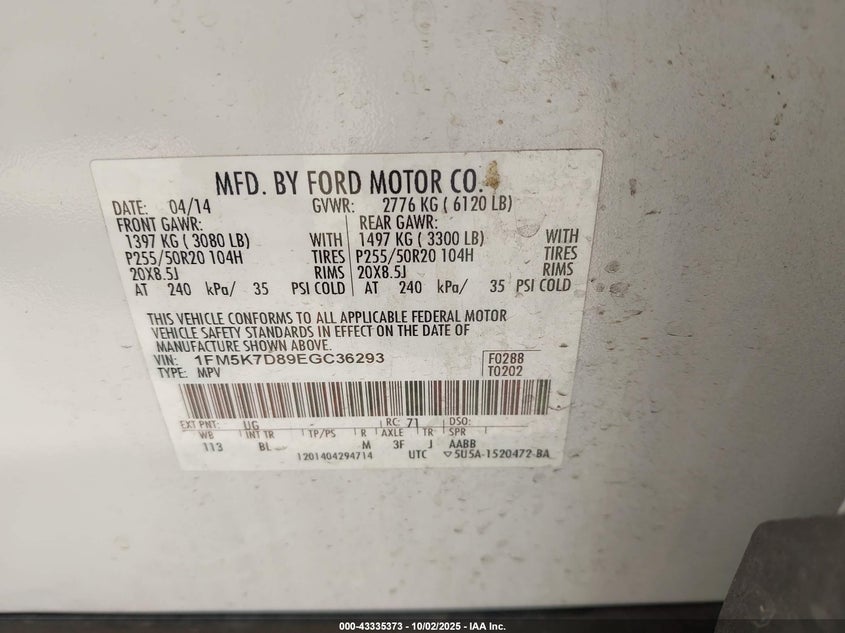 MFD. BY FORD MOTOR CO.
DATE: 04/14 GVWR: 2776 KG ( 6120 LB)
FRONT GAWR: REAR GAWR:
1397 KG ( 3080 LB) WITH 1497 KG ( 3300 LB) WITH
P255/50R20 104H TIRES P255/50R20 104H TIRES
20X8.5J RIMS 20X8.5J RIMS
AT 240 kPa/ 35 PSI COLD AT 240 kPa/ 35 PSI COLD
THIS VEHICLE CONFORMS TO ALL APPLICABLE FEDERAL MOTOR
VEHICLE SAFETY STANDARDS IN EFFECT ON THE DATE OF
MANUFACTURE SHOWN ABOVE.
VIN: 1FM5K7D89EGC36293 F0288
TYPE: MPV T0202
EXT PNT: UG RC: 71 DSO:
WB INT TR TP/PS R AXLE TR SPR
113 BL M 3F J AABB
1201404294714 UTC ▽5U5A-1520472-BA
000-43335373 - 10/02/2025 - IAA Inc.